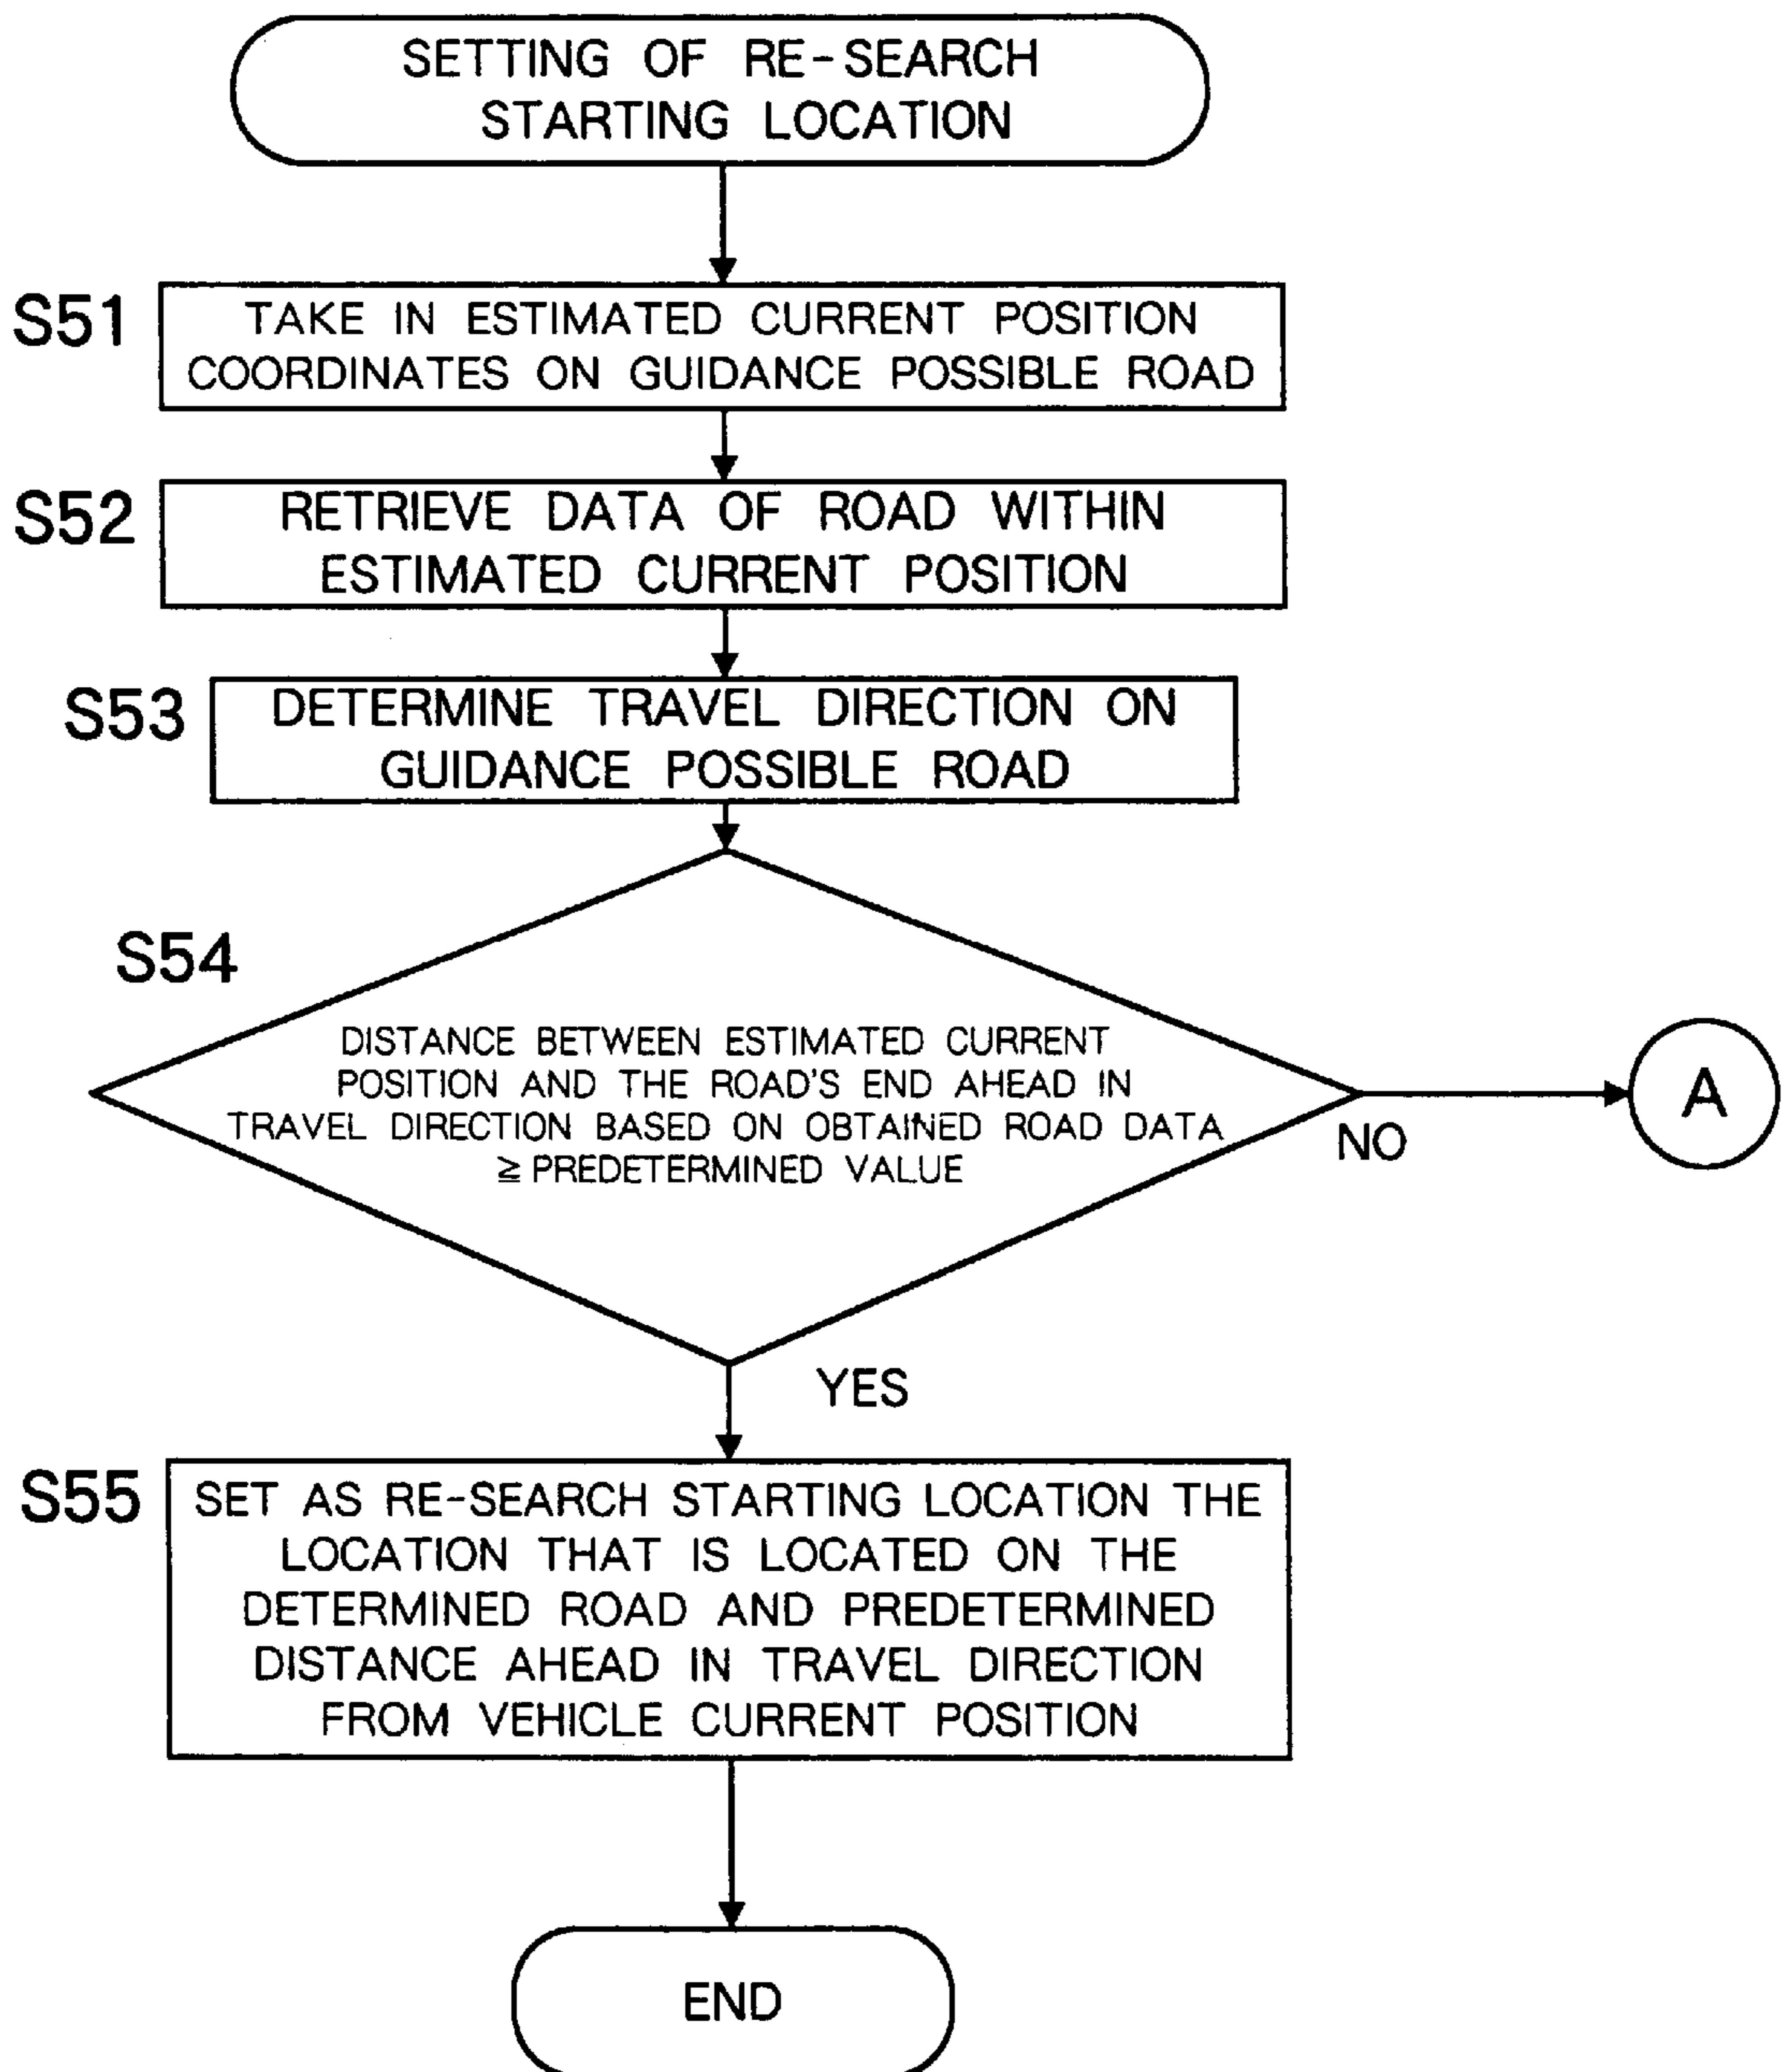 SETTING OF RE-SEARCH
STARTING LOCATION
S51
TAKE IN ESTIMATED CURRENT POSITION
COORDINATES ON GUIDANCE POSSIBLE ROAD
S52
RETRIEVE DATA OF ROAD WITHIN
ESTIMATED CURRENT POSITION
S53
DETERMINE TRAVEL DIRECTION ON
GUIDANCE POSSIBLE ROAD
S54
DISTANCE BETWEEN ESTIMATED CURRENT
POSITION AND THE ROAD'S END AHEAD IN
TRAVEL DIRECTION BASED ON OBTAINED ROAD DATA
≧ PREDETERMINED VALUE
NO
A
YES
S55
SET AS RE-SEARCH STARTING LOCATION THE
LOCATION THAT IS LOCATED ON THE
DETERMINED ROAD AND PREDETERMINED
DISTANCE AHEAD IN TRAVEL DIRECTION
FROM VEHICLE CURRENT POSITION
END